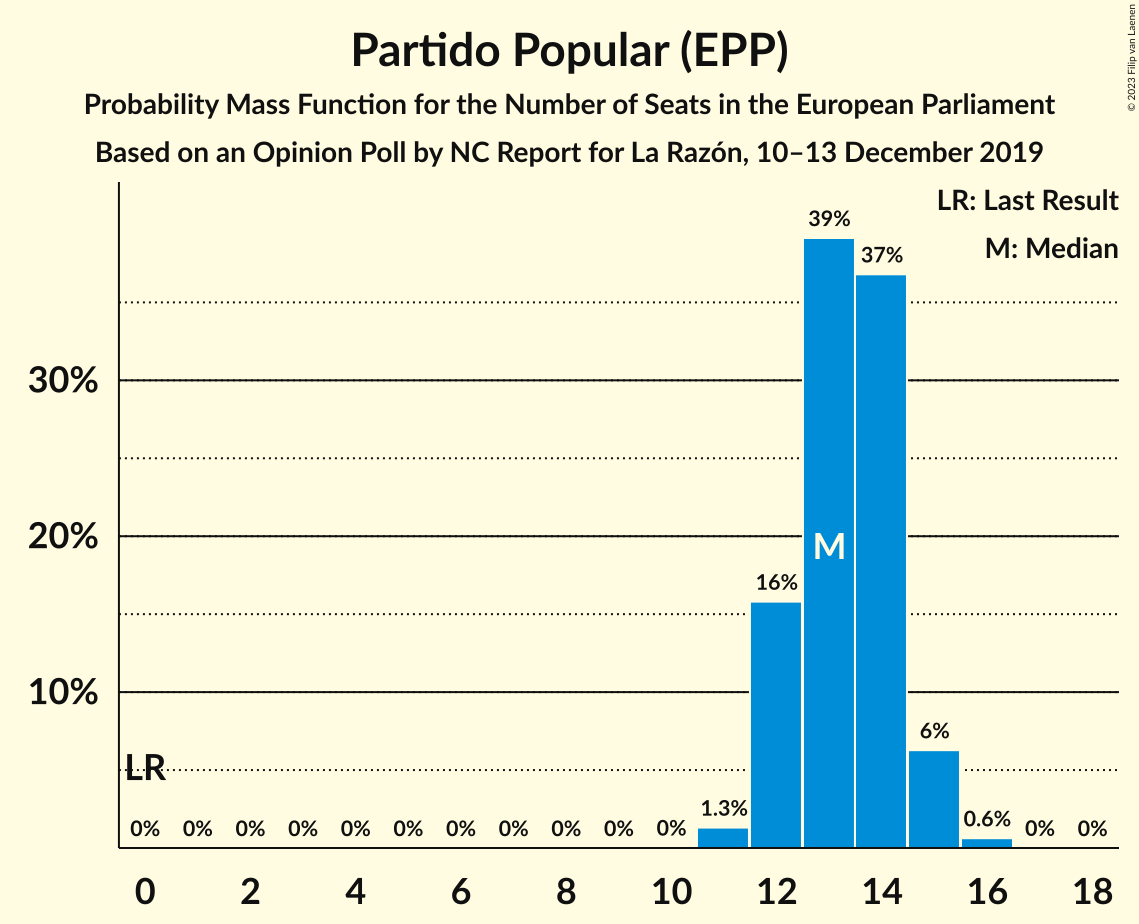 Partido Popular (EPP)
Probability Mass Function for the Number of Seats in the European Parliament
Based on an Opinion Poll by NC Report for La Razón, 10–13 December 2019
© 2023 Filip van Laenen
LR: Last Result
M: Median
39%
37%
30%
20%
M
16%
10%
6%
LR
1.3%
0.6%
0% 0% 0% 0% 0% 0% 0% 0% 0% 0% 0% 0% 0%
0 2 4 6 8 10 12 14 16 18